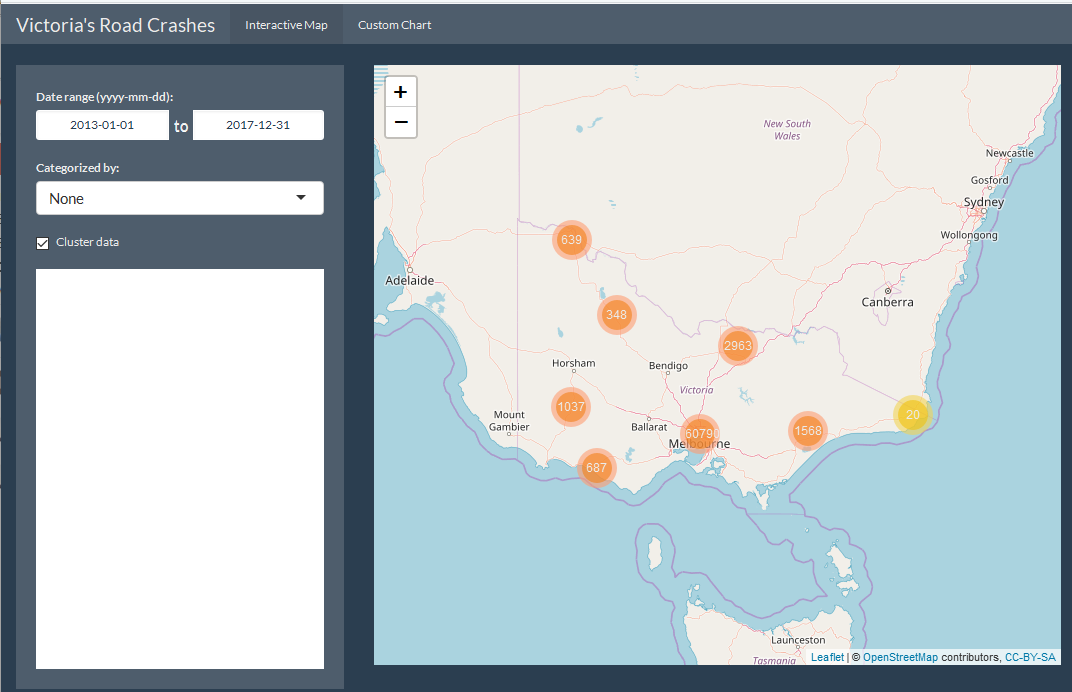 Victoria's Road Crashes
Interactive Map
Custom Chart
Date range (yyyy-mm-dd):
2013-01-01 to 2017-12-31
Categorized by:
None
Cluster data
+
−
New South
Wales
Newcastle
Gosford
Sydney
Wollongong
639
Adelaide
Canberra
348
2963
Horsham
Bendigo
Victoria
1037
Mount
Gambier
Ballarat
60790
Melbourne
1568
20
687
Launceston
Tasmania
Leaflet | © OpenStreetMap contributors, CC-BY-SA